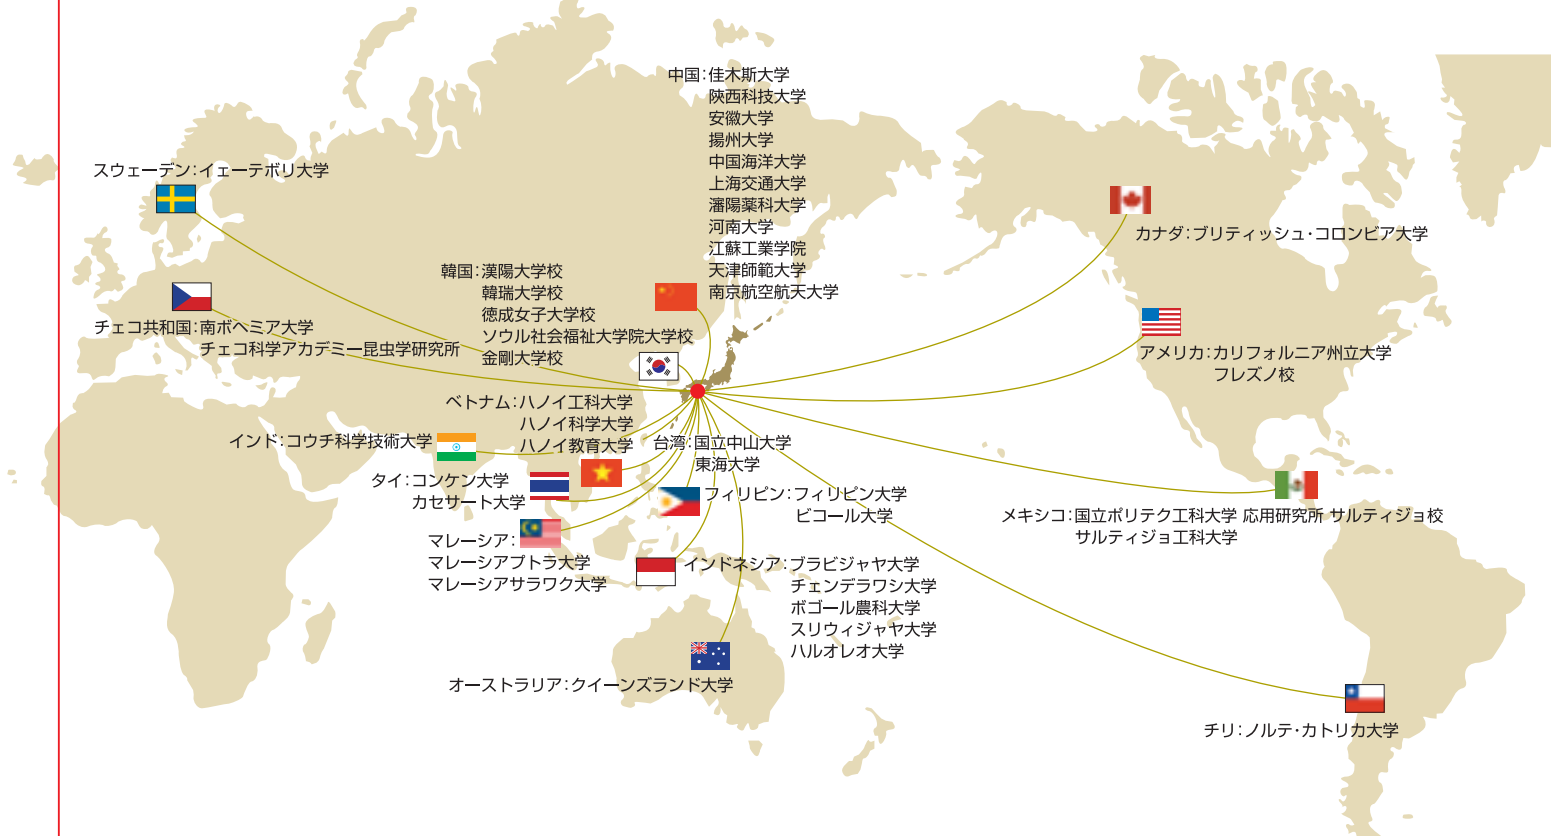 中国：佳木斯大学
陝西科技大学
安徽大学
揚州大学
中国海洋大学
上海交通大学
瀋陽薬科大学
河南大学
江蘇工業学院
天津師範大学
南京航空航天大学
スウェーデン：イェーテボリ大学
カナダ：ブリティッシュ・コロンビア大学
韓国：漢陽大学校
韓瑞大学校
徳成女子大学校
ソウル社会福祉大学院大学校
金剛大学校
チェコ共和国：南ボヘミア大学
チェコ科学アカデミー昆虫学研究所
アメリカ：カリフォルニア州立大学
フレズノ校
ベトナム：ハノイ工科大学
ハノイ科学大学
ハノイ教育大学
インド：コウチ科学技術大学
台湾：国立中山大学
東海大学
タイ：コンケン大学
カセサート大学
フィリピン：フィリピン大学
ビコール大学
メキシコ：国立ポリテク工科大学 応用研究所 サルティジョ校
サルティジョ工科大学
マレーシア：
マレーシアプトラ大学
マレーシアサラワク大学
インドネシア：ブラビジャヤ大学
チェンデラワシ大学
ボゴール農科大学
スリウィジャヤ大学
ハルオレオ大学
オーストラリア：クイーンズランド大学
チリ：ノルテ・カトリカ大学